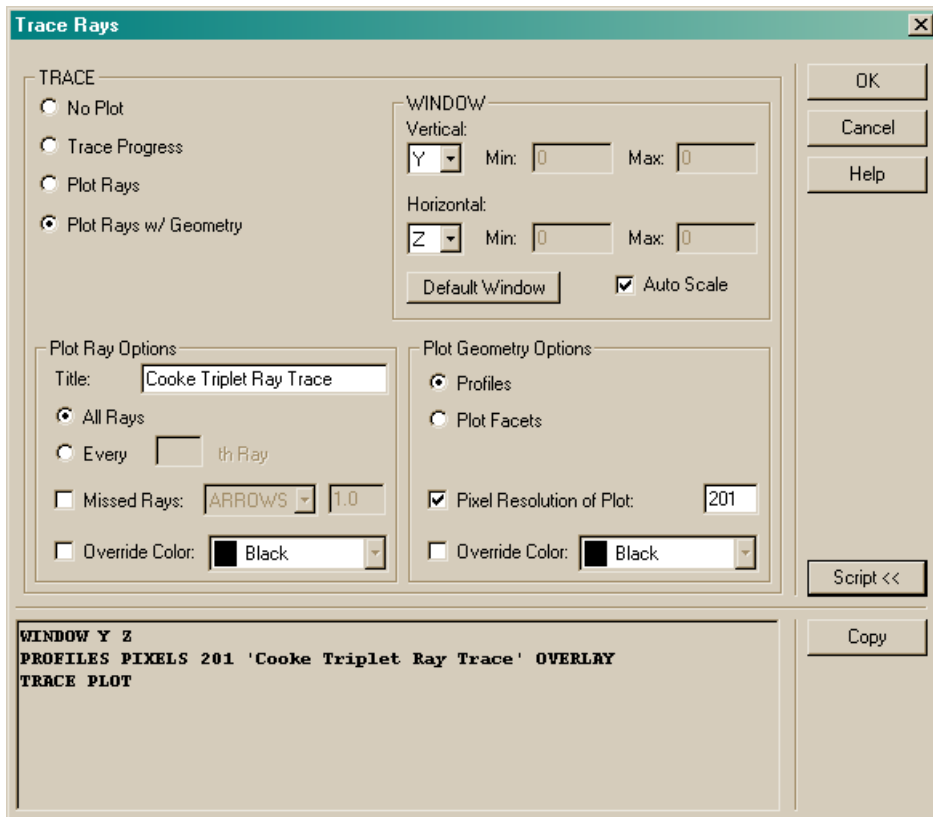 Trace Rays
TRACE
No Plot
Trace Progress
Plot Rays
Plot Rays w/ Geometry
WINDOW
Vertical:
Y Min: 0 Max: 0
Horizontal:
Z Min: 0 Max: 0
Default Window Auto Scale
OK
Cancel
Help
Plot Ray Options
Title: Cooke Triplet Ray Trace
All Rays
Every th Ray
Missed Rays: ARROWS 1.0
Override Color: Black
Plot Geometry Options
Profiles
Plot Facets
Pixel Resolution of Plot: 201
Override Color: Black
Script <<
WINDOW Y Z
PROFILES PIXELS 201 'Cooke Triplet Ray Trace' OVERLAY
TRACE PLOT
Copy